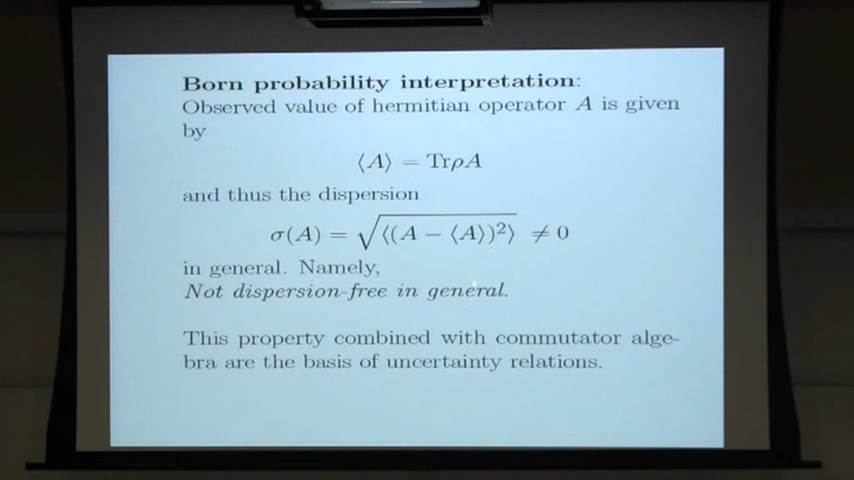 Born probability interpretation:
Observed value of hermitian operator A is given
by
⟨A⟩ = TrρA
and thus the dispersion
σ(A) = √⟨(A − ⟨A⟩)²⟩ ≠ 0
in general. Namely,
Not dispersion-free in general.
This property combined with commutator alge-
bra are the basis of uncertainty relations.